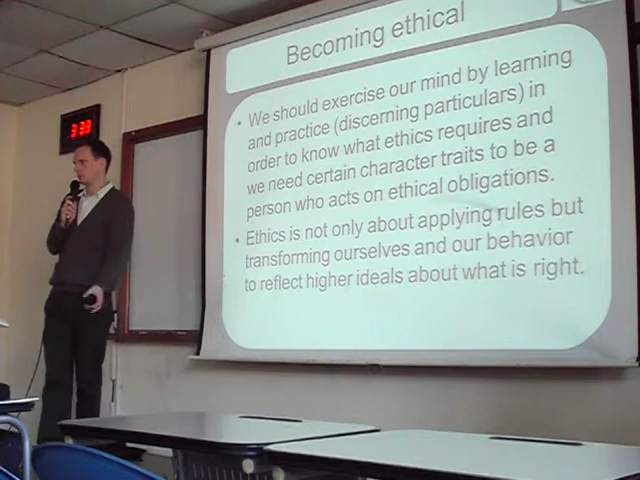 Becoming ethical
3:33
• We should exercise our mind by learning
and practice (discerning particulars) in
order to know what ethics requires and
we need certain character traits to be a
person who acts on ethical obligations.
• Ethics is not only about applying rules but
transforming ourselves and our behavior
to reflect higher ideals about what is right.